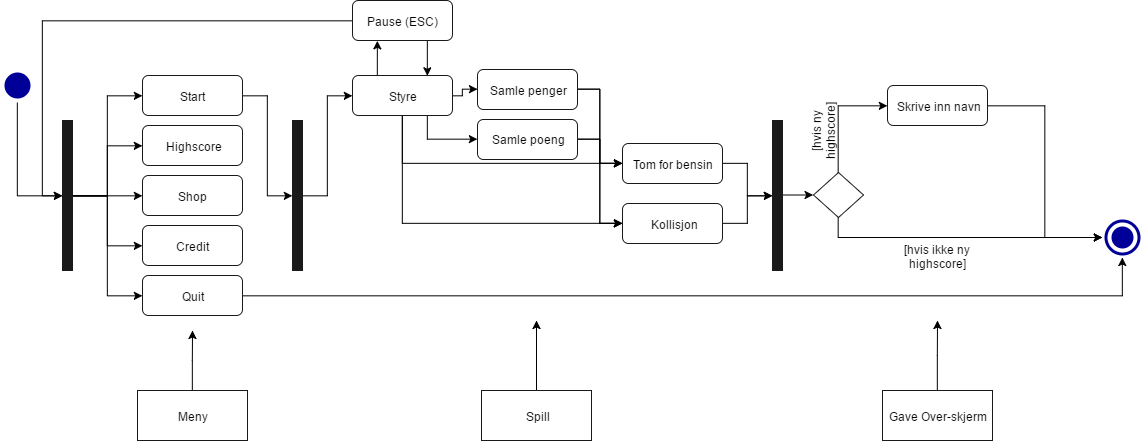 Pause (ESC)
Start
Highscore
Shop
Credit
Quit
Styre
Samle penger
Samle poeng
Tom for bensin
Kollisjon
[hvis ny
highscore]
Skrive inn navn
[hvis ikke ny
highscore]
Meny
Spill
Gave Over-skjerm